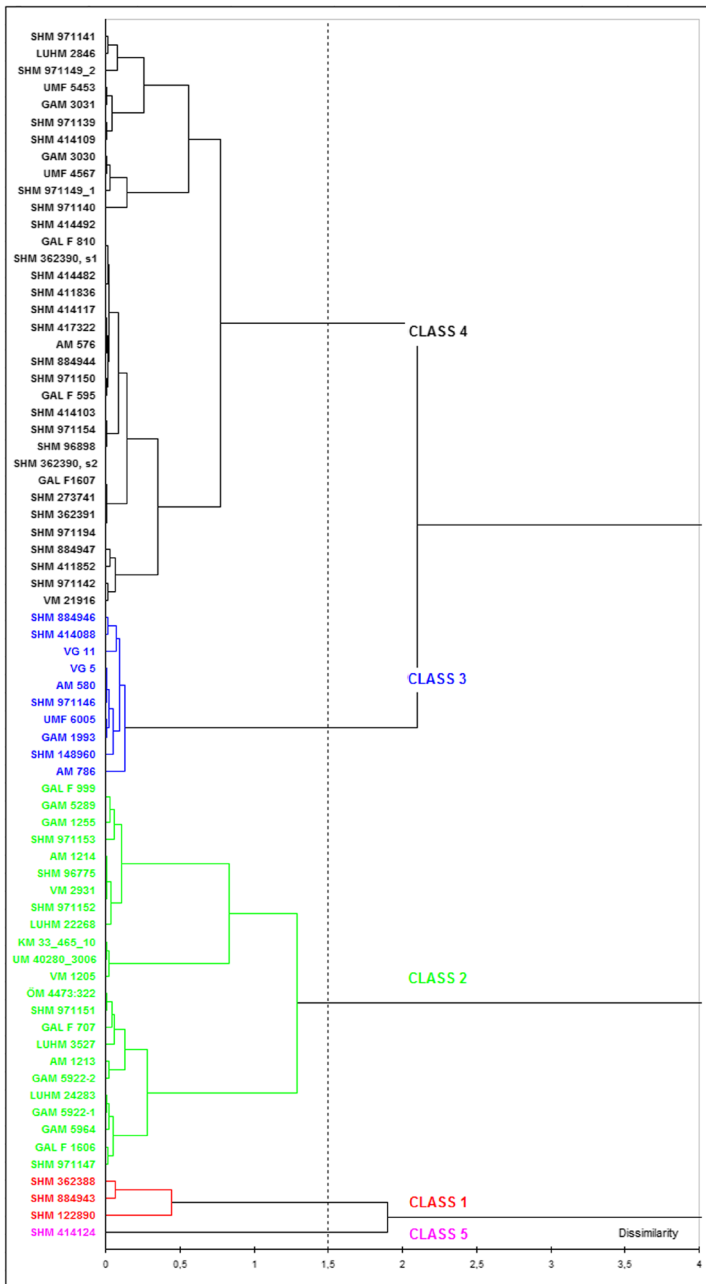 SHM 971141
LUHM 2846
SHM 971149_2
UMF 5453
GAM 3031
SHM 971139
SHM 414109
GAM 3030
UMF 4567
SHM 971149_1
SHM 971140
SHM 414492
GAL F 810
SHM 362390, s1
SHM 414482
SHM 411836
SHM 414117
SHM 417322
AM 576
SHM 884944
SHM 971150
GAL F 595
SHM 414103
SHM 971154
SHM 96898
SHM 362390, s2
GAL F1607
SHM 273741
SHM 362391
SHM 971194
SHM 884947
SHM 411852
SHM 971142
VM 21916
CLASS 4
SHM 884946
SHM 414088
VG 11
VG 5
AM 580
SHM 971146
UMF 6005
GAM 1993
SHM 148960
AM 786
CLASS 3
GAL F 999
GAM 5289
GAM 1255
SHM 971153
AM 1214
SHM 96775
VM 2931
SHM 971152
LUHM 22268
KM 33_465_10
UM 40280_3006
VM 1205
ÖM 4473:322
SHM 971151
GAL F 707
LUHM 3527
AM 1213
GAM 5922-2
LUHM 24283
GAM 5922-1
GAM 5964
GAL F 1606
SHM 971147
CLASS 2
SHM 362388
SHM 884943
SHM 122890
CLASS 1
SHM 414124
CLASS 5
Dissimilarity
0 0,5 1 1,5 2 2,5 3 3,5 4